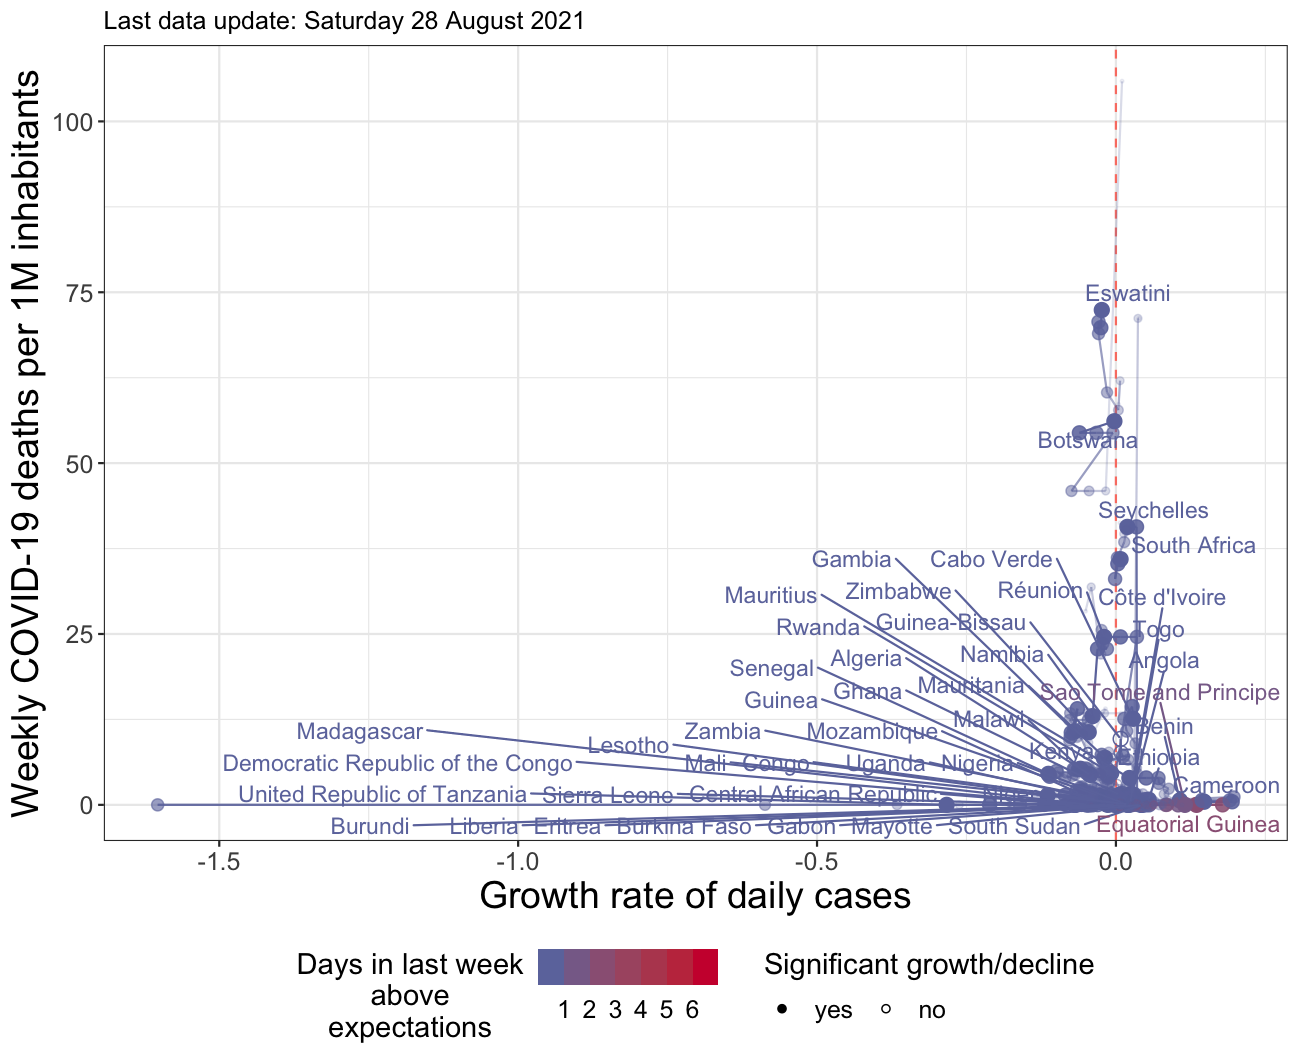 Last data update: Saturday 28 August 2021
Weekly COVID-19 deaths per 1M inhabitants
100
75
50
25
0
Eswatini
Botswana
Seychelles
South Africa
Gambia
Cabo Verde
Mauritius
Zimbabwe
Réunion
Côte d'Ivoire
Rwanda
Guinea-Bissau
Togo
Senegal
Algeria
Namibia
Angola
Guinea
Ghana
Mauritania
Sao Tome and Principe
Madagascar
Lesotho
Zambia
Mozambique
Malawi
Benin
Democratic Republic of the Congo
Mali
Congo
Uganda
Nigeria
Kenya
Ethiopia
United Republic of Tanzania
Sierra Leone
Central African Republic
Cameroon
Burundi
Liberia
Eritrea
Burkina Faso
Gabon
Mayotte
South Sudan
Equatorial Guinea
-1.5
-1.0
-0.5
0.0
Growth rate of daily cases
Days in last week
above
expectations
1 2 3 4 5 6
Significant growth/decline
yes
no